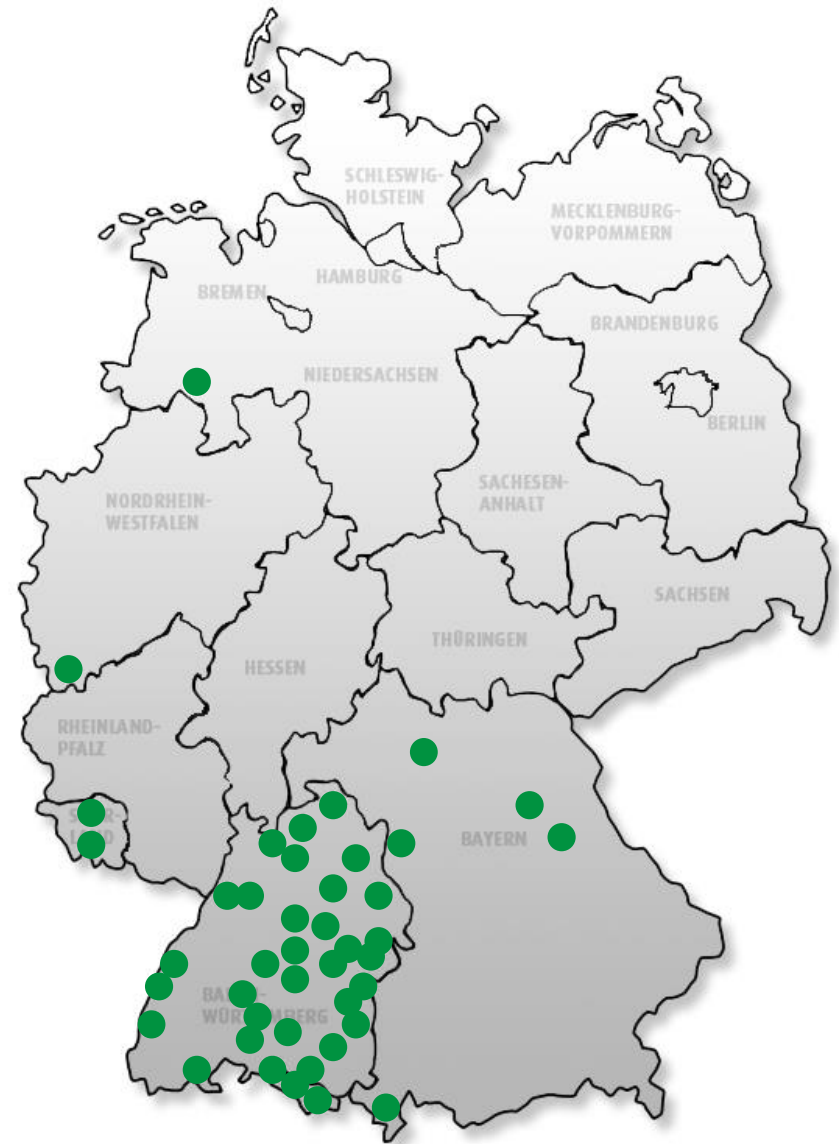 SCHLESWIG-
HOLSTEIN
MECKLENBURG-
VORPOMMERN
HAMBURG
BREMEN
BRANDENBURG
NIEDERSACHSEN
BERLIN
SACHESEN-
ANHALT
NORDRHEIN-
WESTFALEN
SACHSEN
THÜRINGEN
HESSEN
RHEINLAND-
PFALZ
BAYERN